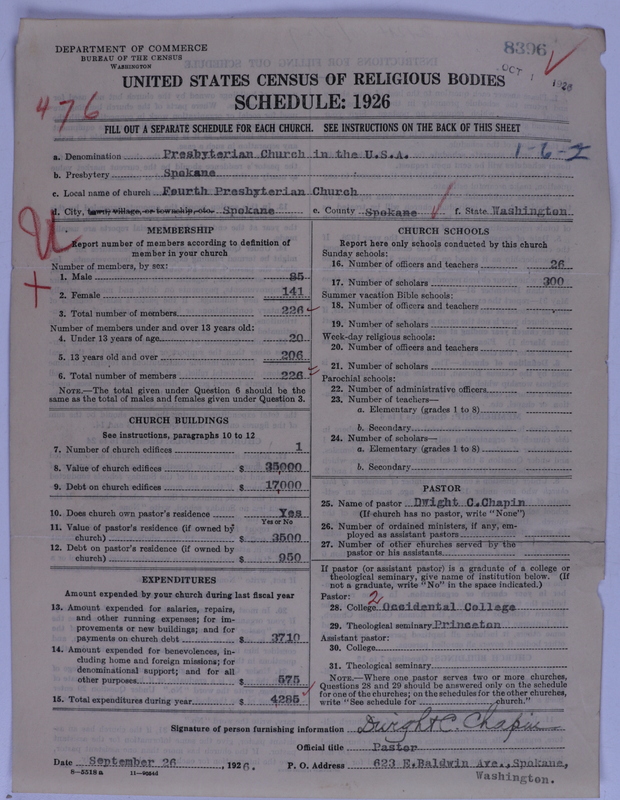 DEPARTMENT OF COMMERCE
BUREAU OF THE CENSUS
WASHINGTON
8396
OCT 1 1926
UNITED STATES CENSUS OF RELIGIOUS BODIES
SCHEDULE: 1926
476
FILL OUT A SEPARATE SCHEDULE FOR EACH CHURCH. SEE INSTRUCTIONS ON THE BACK OF THIS SHEET
a. Denomination Presbyterian Church in the U.S.A. 1-6-2
b. Presbytery Spokane
c. Local name of church Fourth Presbyterian Church
d. City, town, village, or township, etc. Spokane e. County Spokane f. State Washington
MEMBERSHIP
Report number of members according to definition of
member in your church
Number of members, by sex:
1. Male 85
2. Female 141
3. Total number of members 226
Number of members under and over 13 years old:
4. Under 13 years of age 20
5. 13 years old and over 206
6. Total number of members 226
NOTE.—The total given under Question 6 should be the
same as the total of males and females given under Question 3.
CHURCH BUILDINGS
See instructions, paragraphs 10 to 12
7. Number of church edifices 1
8. Value of church edifices $ 35000
9. Debt on church edifices $ 17000
10. Does church own pastor's residence Yes
Yes or No
11. Value of pastor's residence (if owned by
church) $ 3500
12. Debt on pastor's residence (if owned by
church) $ 950
EXPENDITURES
Amount expended by your church during last fiscal year
13. Amount expended for salaries, repairs,
and other running expenses; for im-
provements or new buildings; and for
payments on church debt $ 3710
14. Amount expended for benevolences, in-
cluding home and foreign missions; for
denominational support; and for all
other purposes $ 575
15. Total expenditures during year $ 4285
CHURCH SCHOOLS
Report here only schools conducted by this church
Sunday schools:
16. Number of officers and teachers 26
17. Number of scholars 300
Summer vacation Bible schools:
18. Number of officers and teachers
19. Number of scholars
Week-day religious schools:
20. Number of officers and teachers
21. Number of scholars
Parochial schools:
22. Number of administrative officers
23. Number of teachers—
a. Elementary (grades 1 to 8)
b. Secondary
24. Number of scholars—
a. Elementary (grades 1 to 8)
b. Secondary
PASTOR
25. Name of pastor Dwight C.Chapin
(If church has no pastor, write "None")
26. Number of ordained ministers, if any, em-
ployed as assistant pastors
27. Number of other churches served by the
pastor or his assistants
If pastor (or assistant pastor) is a graduate of a college or
theological seminary, give name of institution below. (If
not a graduate, write "No" in the space indicated.)
Pastor: 2
28. College Occidental College
29. Theological seminary Princeton
Assistant pastor:
30. College
31. Theological seminary
NOTE.—Where one pastor serves two or more churches,
Questions 28 and 29 should be answered only on the schedule
for one of the churches; on the schedules for the other churches,
write "See schedule for church."
Signature of person furnishing information Dwight C. Chapin
Official title Pastor
Date September 26, 1926. P. O. Address 623 E.Baldwin Ave.,Spokane,
Washington.
8—5518a